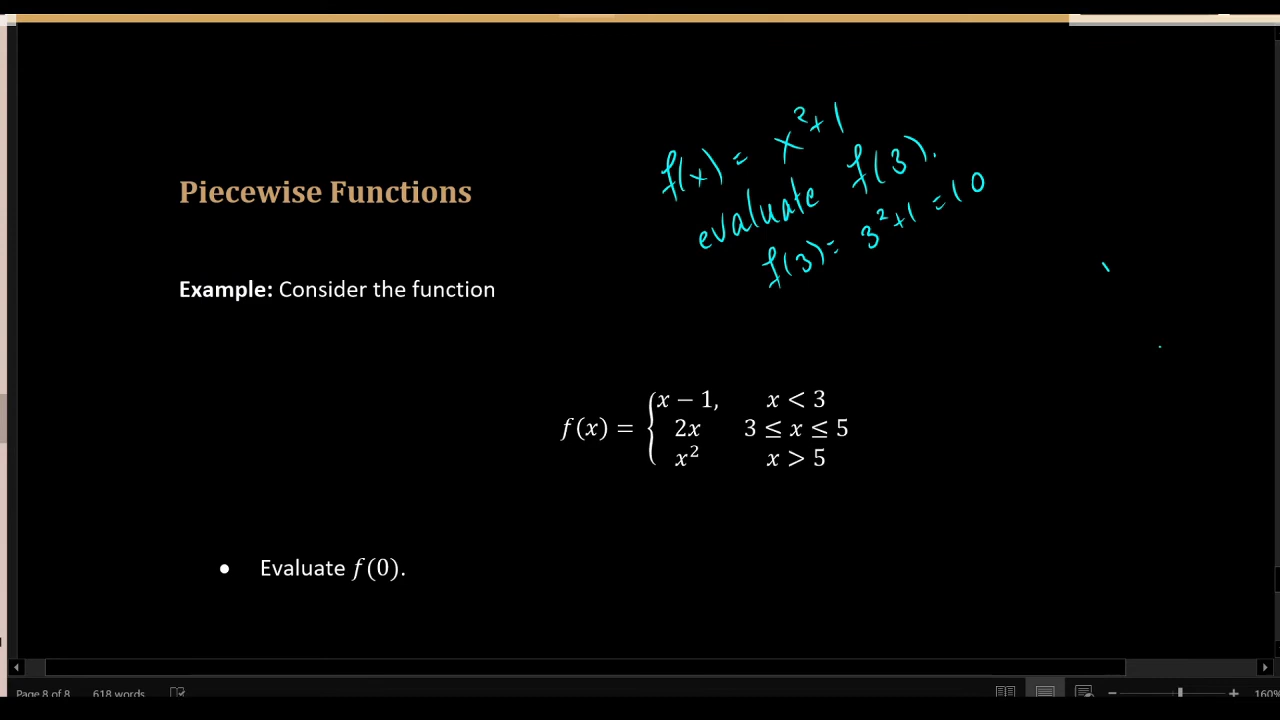 f(x) = x²+1
evaluate f(3).
f(3) = 3²+1 = 10
Piecewise Functions
Example: Consider the function
f(x) = { x − 1, x < 3
2x 3 ≤ x ≤ 5
x² x > 5
• Evaluate f(0).
Page 8 of 8 618 words 160%